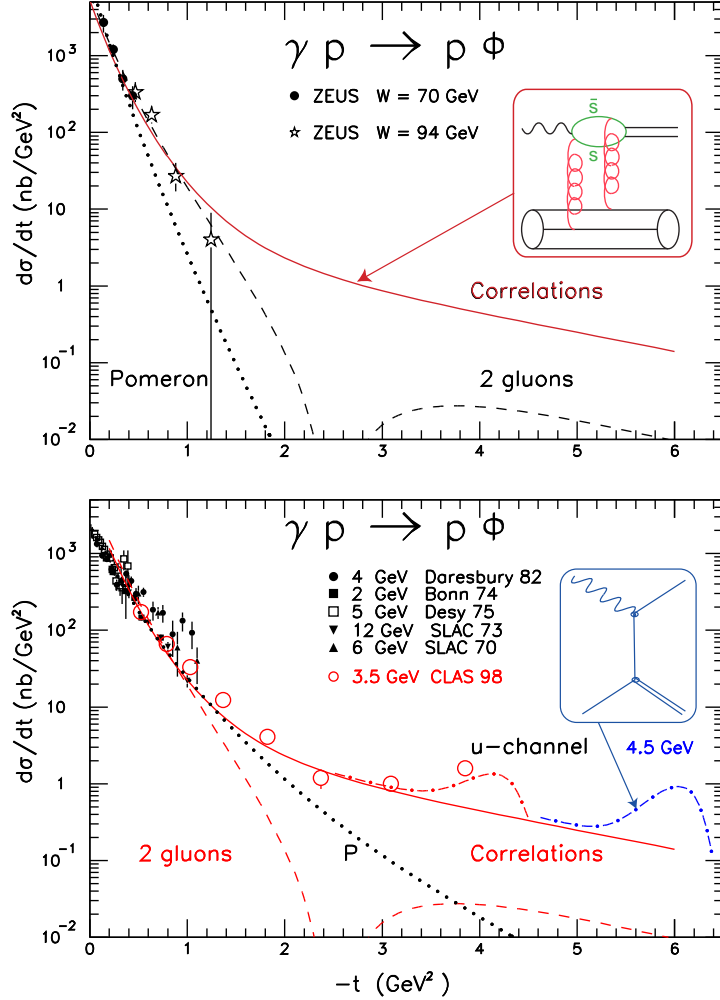 γ p → p Φ
10³
● ZEUS W = 70 GeV
10²
☆ ZEUS W = 94 GeV
s̄
s
10
1
Correlations
10⁻¹
Pomeron
2 gluons
10⁻²
0 1 2 3 4 5 6
dσ/dt (nb/GeV²)
γ p → p Φ
10³
● 4 GeV Daresbury 82
■ 2 GeV Bonn 74
□ 5 GeV Desy 75
▼ 12 GeV SLAC 73
▲ 6 GeV SLAC 70
10²
○ 3.5 GeV CLAS 98
10
u-channel
4.5 GeV
1
2 gluons
P
Correlations
10⁻¹
10⁻²
0 1 2 3 4 5 6
dσ/dt (nb/GeV²)
-t (GeV²)